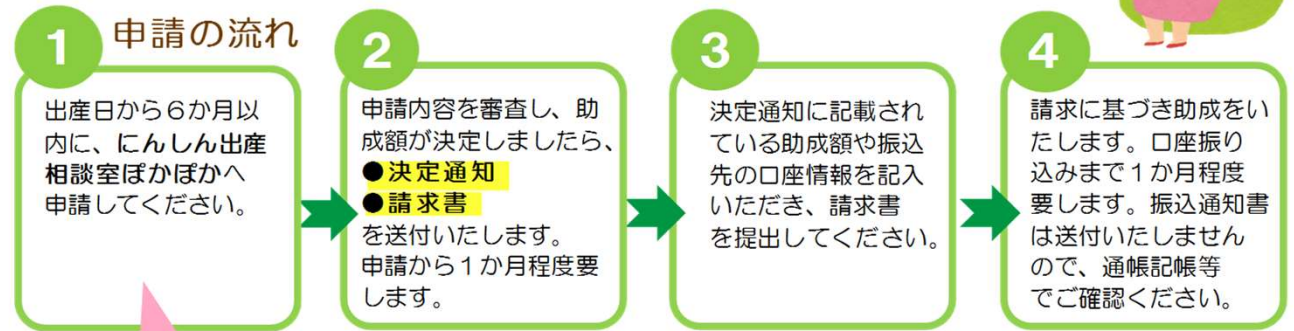 申請の流れ
1
出産日から６か月以
内に、にんしん出産
相談室ぽかぽかへ
申請してください。
2
申請内容を審査し、助
成額が決定しましたら、
●決定通知
●請求書
を送付いたします。
申請から１か月程度要
します。
3
決定通知に記載され
ている助成額や振込
先の口座情報を記入
いただき、請求書
を提出してください。
4
請求に基づき助成をい
たします。口座振り
込みまで１か月程度
要します。振込通知書
は送付いたしません
ので、通帳記帳等
でご確認ください。